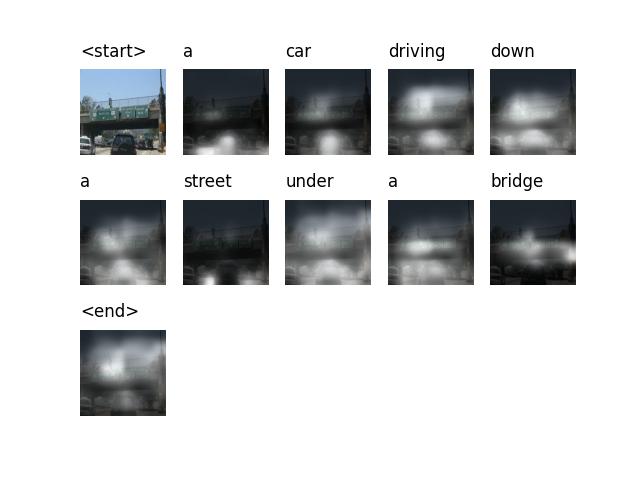 <start> a car driving down
a street under a bridge
<end>